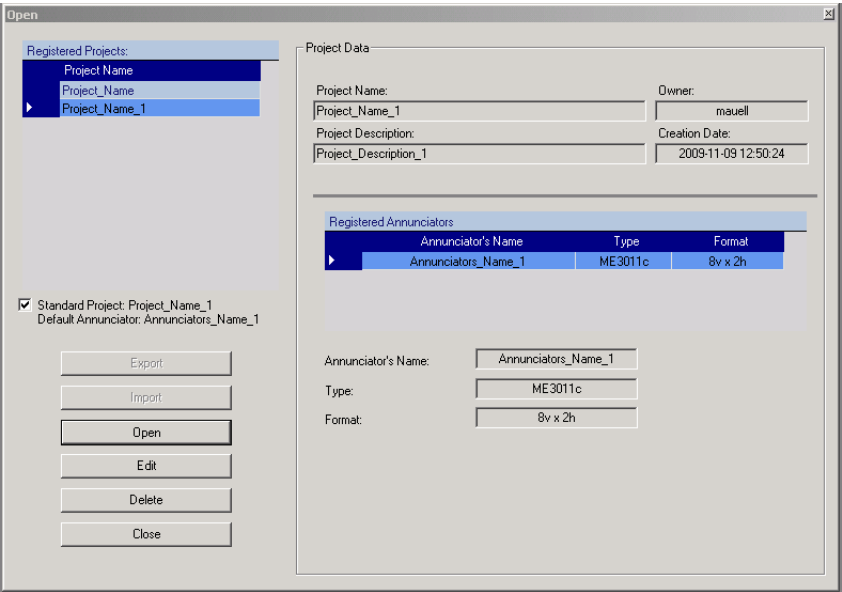 Open
Registered Projects:
Project Name
Project_Name
Project_Name_1
Standard Project: Project_Name_1
Default Annunciator: Annunciators_Name_1
Export
Import
Open
Edit
Delete
Close
Project Data
Project Name:
Owner:
Project_Name_1
mauell
Project Description:
Creation Date:
Project_Description_1
2009-11-09 12:50:24
Registered Annunciators
Annunciator's Name Type Format
Annunciators_Name_1 ME3011c 8v x 2h
Annunciator's Name: Annunciators_Name_1
Type: ME3011c
Format: 8v x 2h